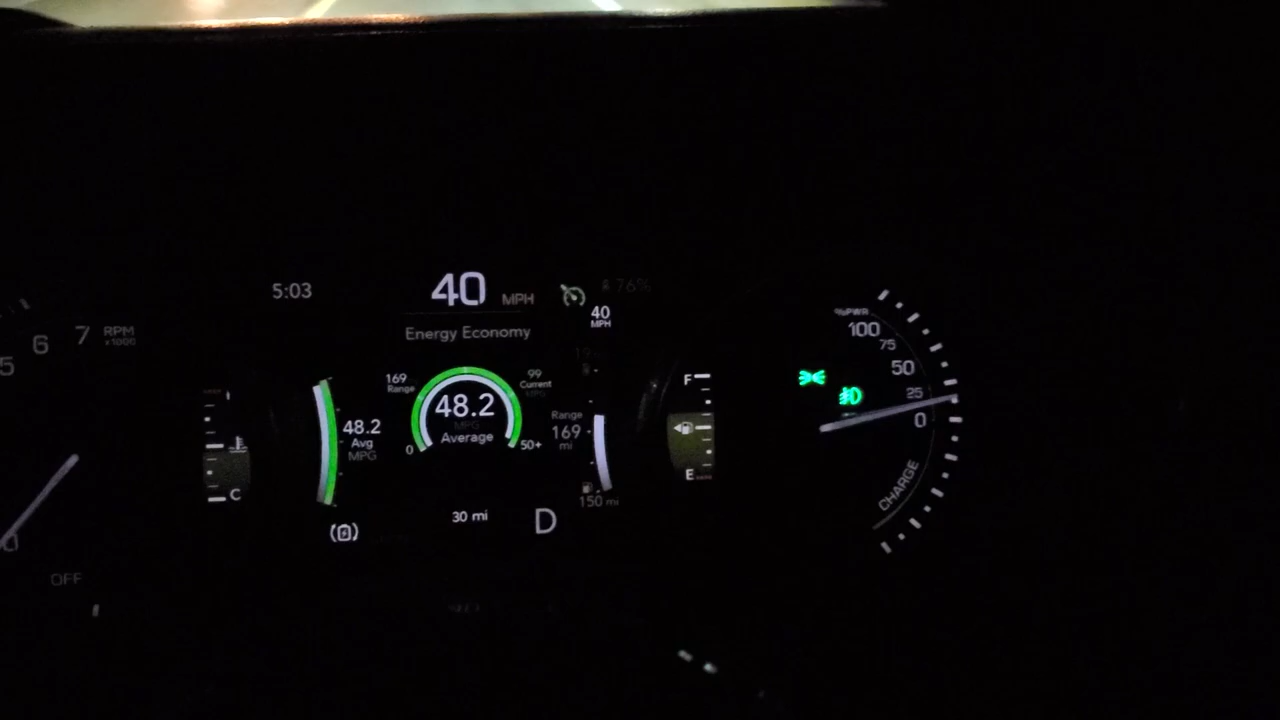 5:03
40 MPH
76%
40
MPH
Energy Economy
5 6 7 RPM
x1000
0
OFF
C
48.2
Avg
MPG
169
Range
99
Current
MPG
48.2
MPG
Average
0
50+
Range
169
mi
150 mi
30 mi
D
F
E
%PWR
100
75
50
25
0
CHARGE